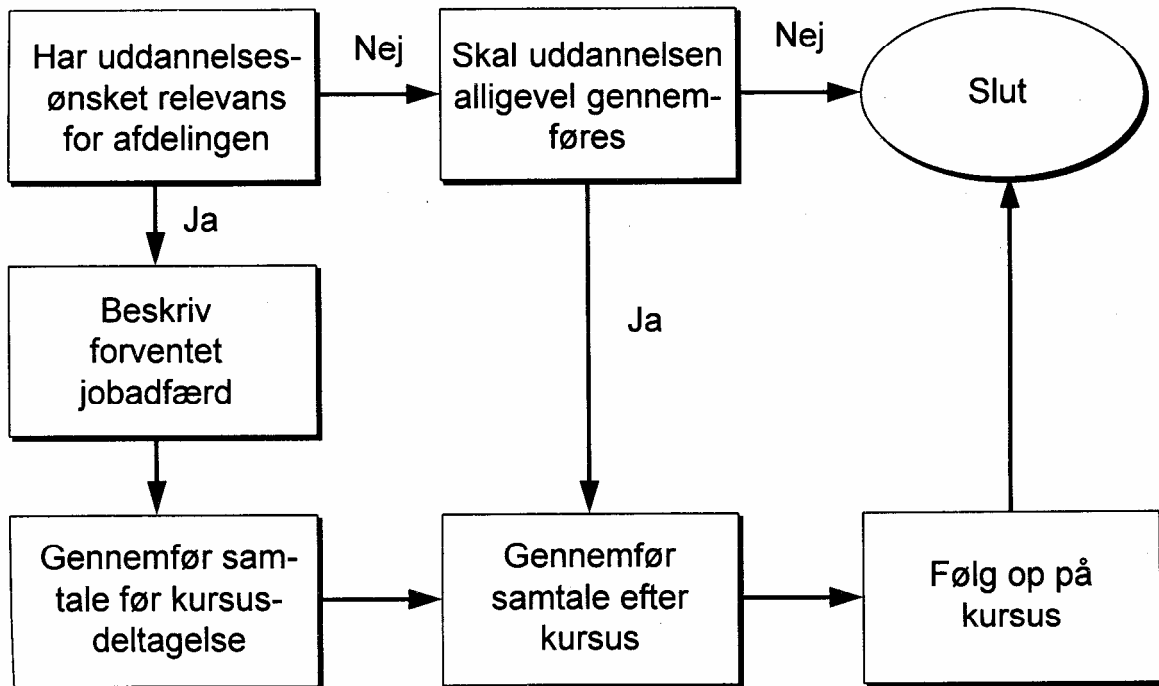 Har uddannelses-
ønsket relevans
for afdelingen
Nej
Skal uddannelsen
alligevel gennem-
føres
Nej
Slut
Ja
Beskriv
forventet
jobadfærd
Ja
Gennemfør sam-
tale før kursus-
deltagelse
Gennemfør
samtale efter
kursus
Følg op på
kursus